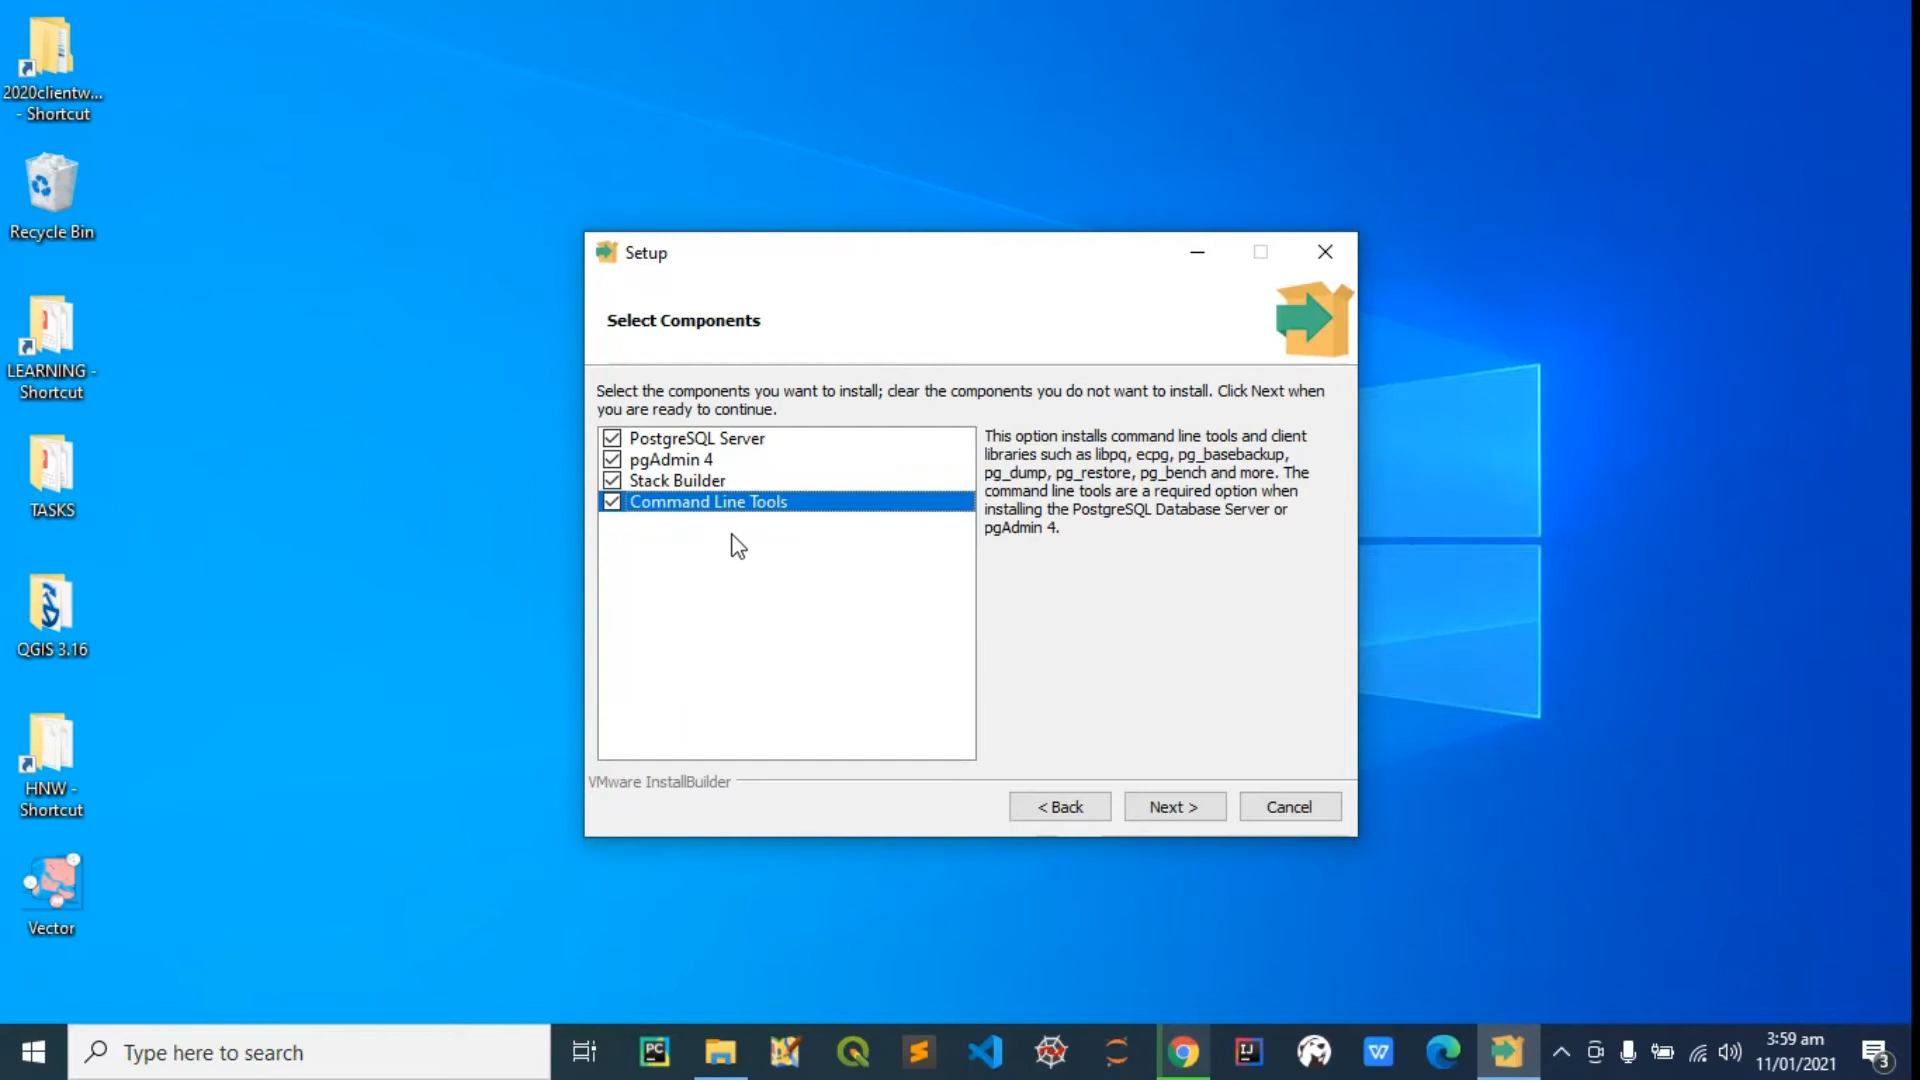 2020clientw...
- Shortcut
Recycle Bin
LEARNING -
Shortcut
TASKS
QGIS 3.16
HNW -
Shortcut
Vector
Setup
Select Components
Select the components you want to install; clear the components you do not want to install. Click Next when
you are ready to continue.
PostgreSQL Server
pgAdmin 4
Stack Builder
Command Line Tools
This option installs command line tools and client
libraries such as libpq, ecpg, pg_basebackup,
pg_dump, pg_restore, pg_bench and more. The
command line tools are a required option when
installing the PostgreSQL Database Server or
pgAdmin 4.
VMware InstallBuilder
< Back
Next >
Cancel
Type here to search
PC
IJ
W
3:59 am
11/01/2021
3